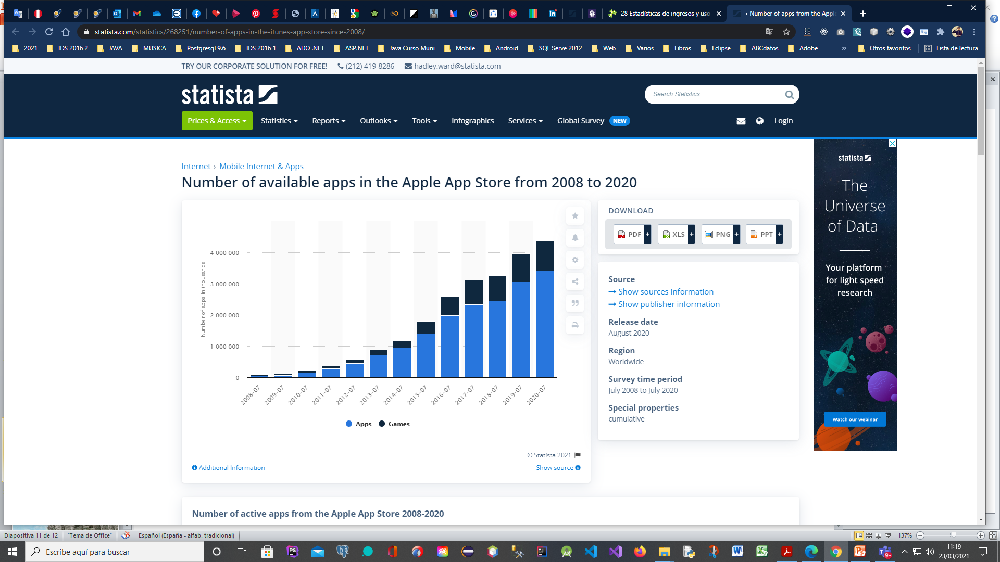 28 Estadísticas de ingresos y uso
• Number of apps from the Apple
statista.com/statistics/268251/number-of-apps-in-the-itunes-app-store-since-2008/
2021 IDS 2016 2 JAVA MUSICA Postgresql 9.6 IDS 2016 1 ADO .NET ASP.NET Java Curso Muni Mobile Android SQL Serve 2012 Web Varios Libros Eclipse ABCdatos Adobe » Otros favoritos Lista de lectura
TRY OUR CORPORATE SOLUTION FOR FREE! (212) 419-8286 hadley.ward@statista.com
statista
Search Statistics
Prices & Access Statistics Reports Outlooks Tools Infographics Services Global Survey NEW Login
Internet › Mobile Internet & Apps
Number of available apps in the Apple App Store from 2008 to 2020
Number of apps in thousands
4 000 000
3 000 000
2 000 000
1 000 000
0
2008-07 2009-07 2010-07 2011-07 2012-07 2013-07 2014-07 2015-07 2016-07 2017-07 2018-07 2019-07 2020-07
Apps Games
© Statista 2021
Additional Information
Show source
DOWNLOAD
PDF + XLS + PNG + PPT +
Source
Show sources information
Show publisher information
Release date
August 2020
Region
Worldwide
Survey time period
July 2008 to July 2020
Special properties
cumulative
statista
The
Universe
of Data
Your platform
for light speed
research
Watch our webinar
Number of active apps from the Apple App Store 2008-2020
Diapositiva 11 de 12 "Tema de Office" Español (España - alfab. tradicional) 137%
Escribe aquí para buscar
9+
11:19
23/03/2021